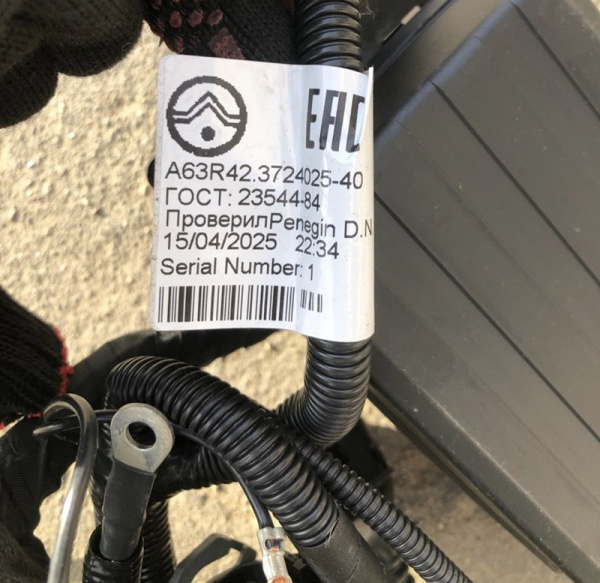 EAC
A63R42.3724025-40
ГОСТ: 23544-84
ПроверилPenegin D.N.
15/04/2025 22:34
Serial Number: 1